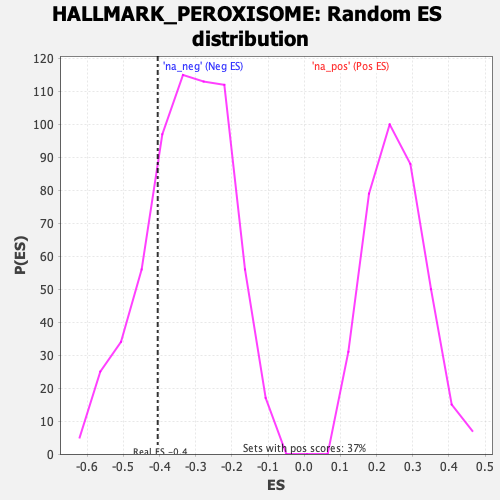 HALLMARK_PEROXISOME: Random ES
distribution
'na_neg' (Neg ES)
'na_pos' (Pos ES)
120
110
100
90
80
70
60
50
40
30
20
10
0
P(ES)
Real ES -0.4
Sets with pos scores: 37%
-0.6 -0.5 -0.4 -0.3 -0.2 -0.1 0.0 0.1 0.2 0.3 0.4 0.5
ES